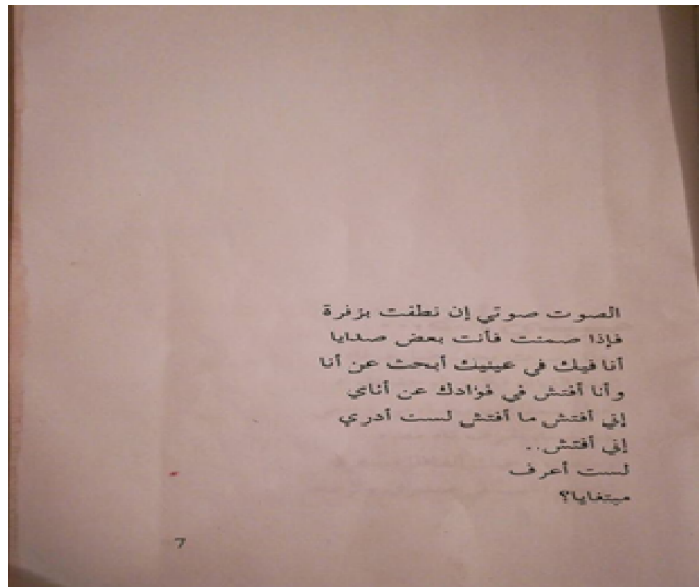 الصوت صوتي إن نطقت بزفرة
فإذا صمتت فأنت بعض صدايا
أنا فيك في عينيك أبحث عن أنا
وأنا أفتش في فؤادك عن أناي
إني أفتش ما أفتش لست أدري
إني أفتش..
لست أعرف
مبتغايا؟
7